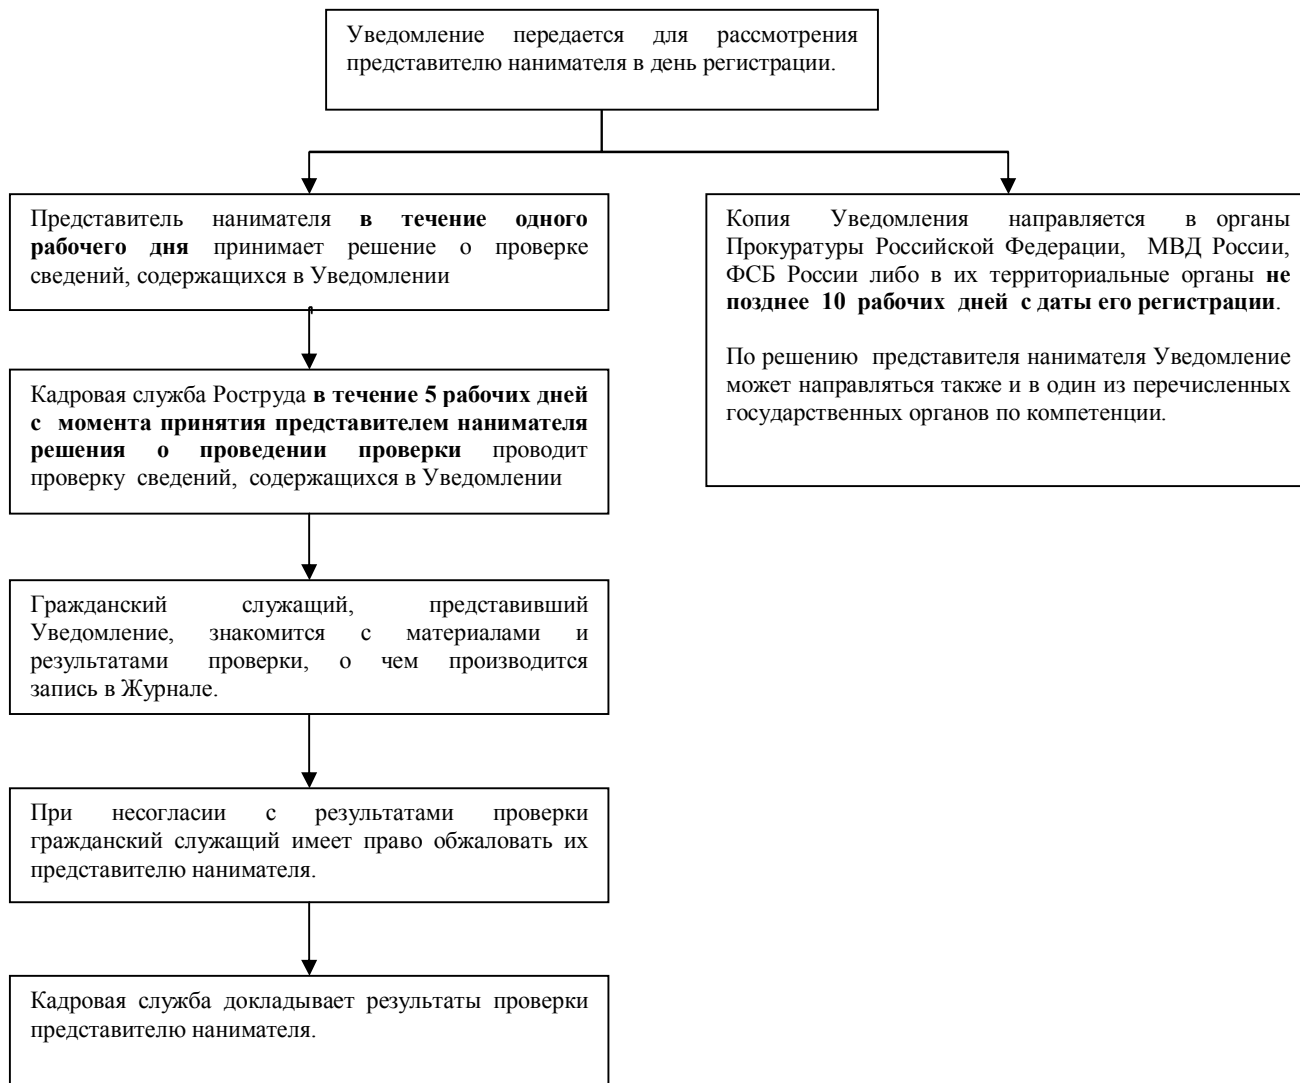 Уведомление передается для рассмотрения
представителю нанимателя в день регистрации.
Представитель нанимателя в течение одного
рабочего дня принимает решение о проверке
сведений, содержащихся в Уведомлении
Кадровая служба Роструда в течение 5 рабочих дней
с момента принятия представителем нанимателя
решения о проведении проверки проводит
проверку сведений, содержащихся в Уведомлении
Гражданский служащий, представивший
Уведомление, знакомится с материалами и
результатами проверки, о чем производится
запись в Журнале.
При несогласии с результатами проверки
гражданский служащий имеет право обжаловать их
представителю нанимателя.
Кадровая служба докладывает результаты проверки
представителю нанимателя.
Копия Уведомления направляется в органы
Прокуратуры Российской Федерации, МВД России,
ФСБ России либо в их территориальные органы не
позднее 10 рабочих дней с даты его регистрации.
По решению представителя нанимателя Уведомление
может направляться также и в один из перечисленных
государственных органов по компетенции.